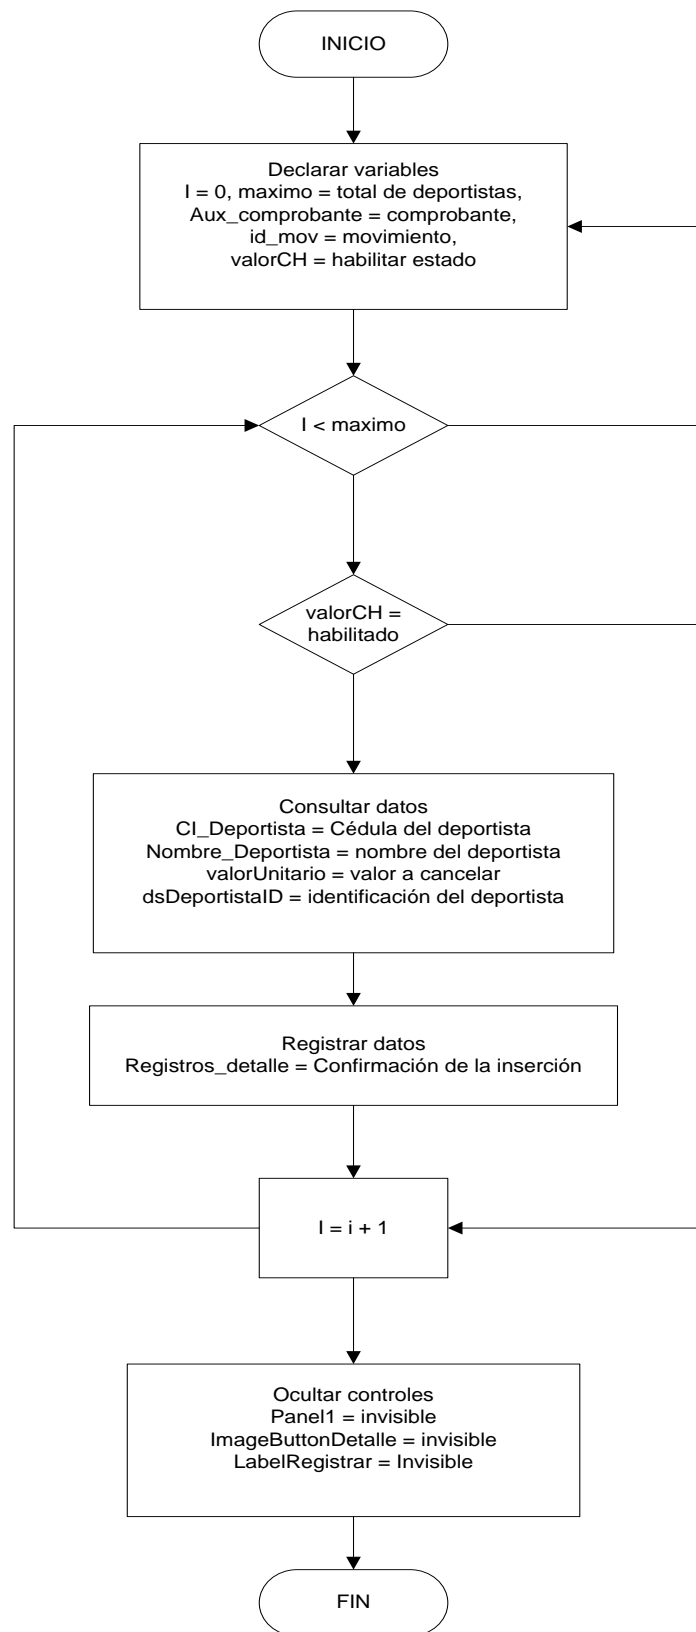 INICIO
Declarar variables
I = 0, maximo = total de deportistas,
Aux_comprobante = comprobante,
id_mov = movimiento,
valorCH = habilitar estado
I < maximo
valorCH =
habilitado
Consultar datos
CI_Deportista = Cédula del deportista
Nombre_Deportista = nombre del deportista
valorUnitario = valor a cancelar
dsDeportistaID = identificación del deportista
Registrar datos
Registros_detalle = Confirmación de la inserción
I = i + 1
Ocultar controles
Panel1 = invisible
ImageButtonDetalle = invisible
LabelRegistrar = Invisible
FIN